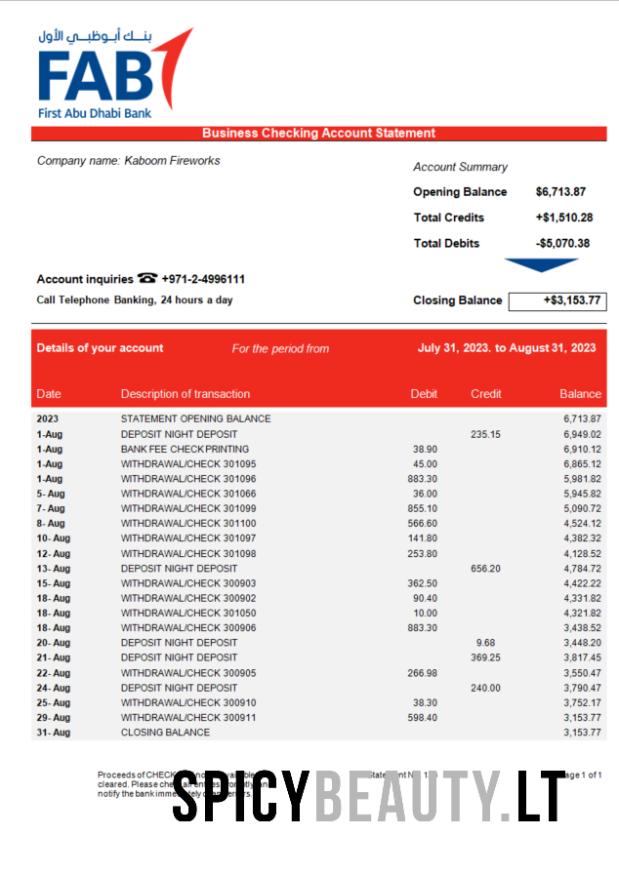 بنك أبوظبي الأول
FAB
First Abu Dhabi Bank
Business Checking Account Statement
Company name: Kaboom Fireworks
Account Summary
Opening Balance $6,713.87
Total Credits +$1,510.28
Total Debits -$5,070.38
Account inquiries ☎ +971-2-4996111
Call Telephone Banking, 24 hours a day
Closing Balance +$3,153.77
Details of your account For the period from July 31, 2023. to August 31, 2023
Date Description of transaction Debit Credit Balance
2023 STATEMENT OPENING BALANCE 6,713.87
1-Aug DEPOSIT NIGHT DEPOSIT 235.15 6,949.02
1-Aug BANK FEE CHECK PRINTING 38.90 6,910.12
1-Aug WITHDRAWAL/CHECK 301095 45.00 6,865.12
1-Aug WITHDRAWAL/CHECK 301096 883.30 5,981.82
5- Aug WITHDRAWAL/CHECK 301066 36.00 5,945.82
7- Aug WITHDRAWAL/CHECK 301099 855.10 5,090.72
8- Aug WITHDRAWAL/CHECK 301100 566.60 4,524.12
10- Aug WITHDRAWAL/CHECK 301097 141.80 4,382.32
12- Aug WITHDRAWAL/CHECK 301098 253.80 4,128.52
13- Aug DEPOSIT NIGHT DEPOSIT 656.20 4,784.72
15- Aug WITHDRAWAL/CHECK 300903 362.50 4,422.22
18- Aug WITHDRAWAL/CHECK 300902 90.40 4,331.82
18- Aug WITHDRAWAL/CHECK 301050 10.00 4,321.82
18- Aug WITHDRAWAL/CHECK 300906 883.30 3,438.52
20- Aug DEPOSIT NIGHT DEPOSIT 9.68 3,448.20
21- Aug DEPOSIT NIGHT DEPOSIT 369.25 3,817.45
22- Aug WITHDRAWAL/CHECK 300905 266.98 3,550.47
24- Aug DEPOSIT NIGHT DEPOSIT 240.00 3,790.47
25- Aug WITHDRAWAL/CHECK 300910 38.30 3,752.17
29- Aug WITHDRAWAL/CHECK 300911 598.40 3,153.77
31- Aug CLOSING BALANCE 3,153.77
Proceeds of Statement 1 of 1
cleared. Please
notify the bank
SPICYBEAUTY.LT